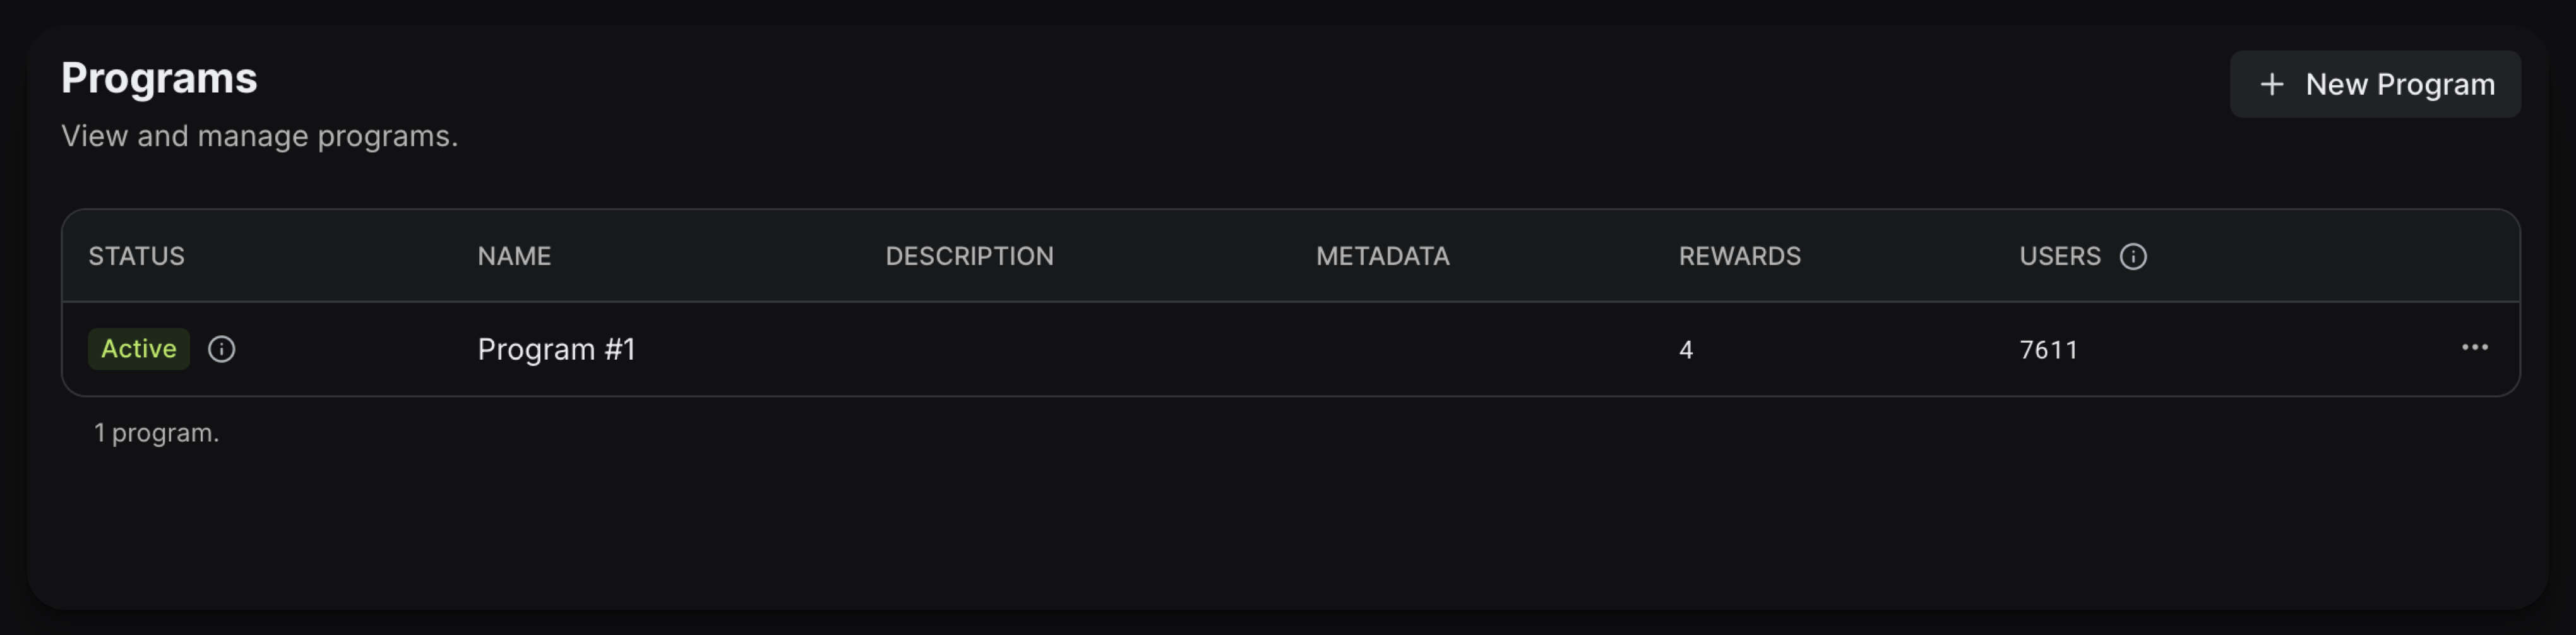 Programs
View and manage programs.
New Program
STATUS NAME DESCRIPTION METADATA REWARDS USERS
Active Program #1 4 7611
1 program.